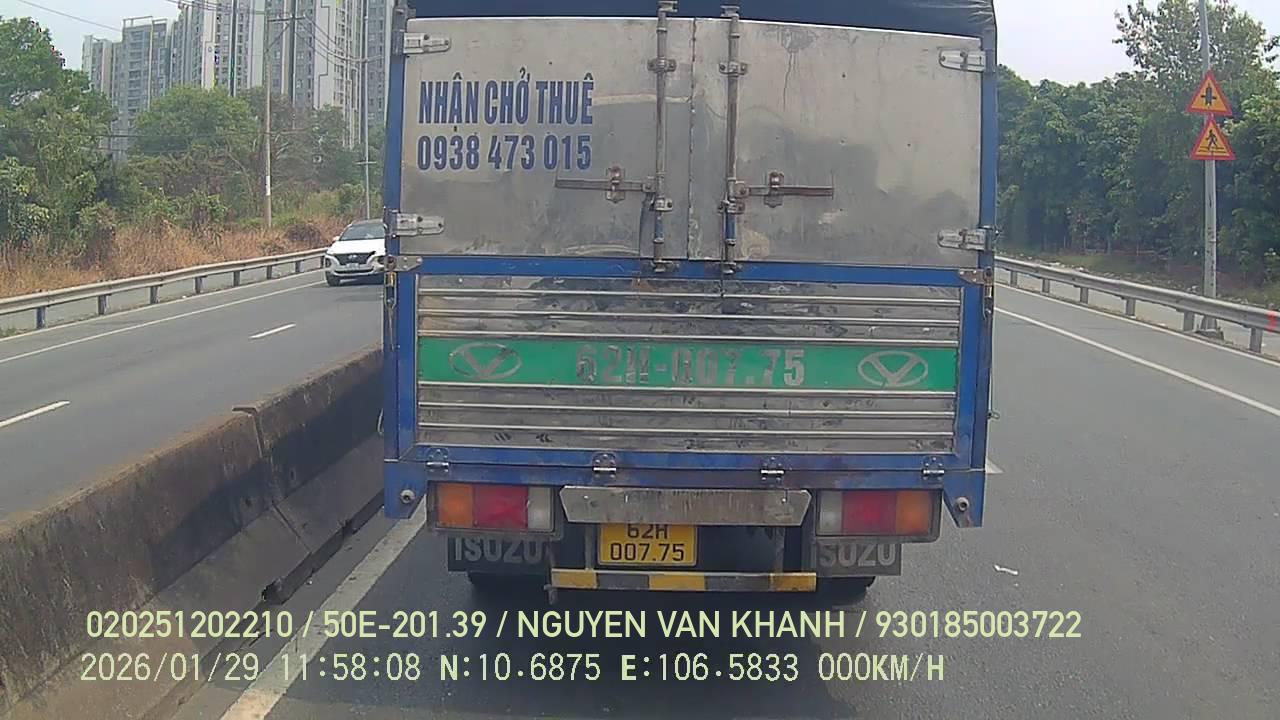 NHẬN CHỞ THUÊ
0938 473 015
62H-007.75
62H
007.75
ISUZU
ISUZU
020251202210 / 50E-201.39 / NGUYEN VAN KHANH / 930185003722
2026/01/29 11:58:08 N:10.6875 E:106.5833 000KM/H